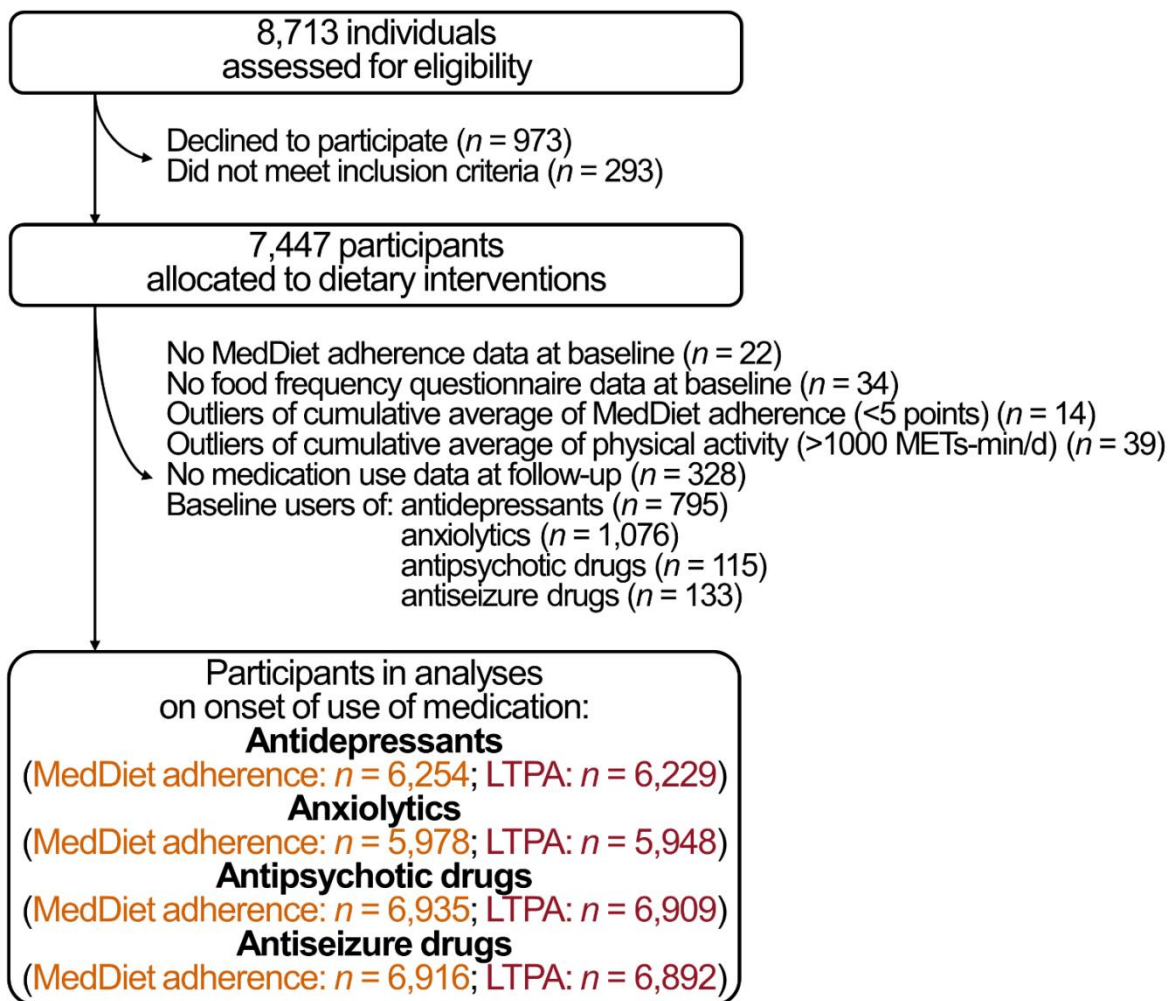 8,713 individuals
assessed for eligibility
Declined to participate (n = 973)
Did not meet inclusion criteria (n = 293)
7,447 participants
allocated to dietary interventions
No MedDiet adherence data at baseline (n = 22)
No food frequency questionnaire data at baseline (n = 34)
Outliers of cumulative average of MedDiet adherence (<5 points) (n = 14)
Outliers of cumulative average of physical activity (>1000 METs-min/d) (n = 39)
No medication use data at follow-up (n = 328)
Baseline users of: antidepressants (n = 795)
anxiolytics (n = 1,076)
antipsychotic drugs (n = 115)
antiseizure drugs (n = 133)
Participants in analyses
on onset of use of medication:
Antidepressants
(MedDiet adherence: n = 6,254; LTPA: n = 6,229)
Anxiolytics
(MedDiet adherence: n = 5,978; LTPA: n = 5,948)
Antipsychotic drugs
(MedDiet adherence: n = 6,935; LTPA: n = 6,909)
Antiseizure drugs
(MedDiet adherence: n = 6,916; LTPA: n = 6,892)